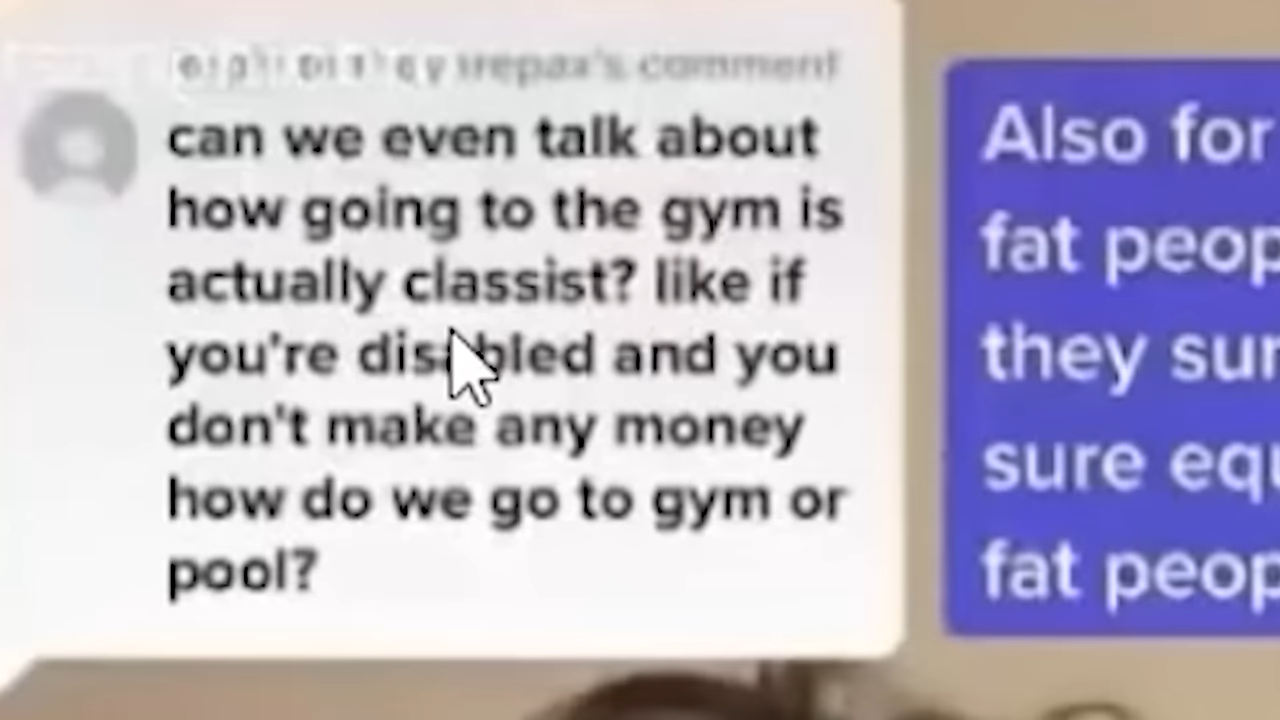 comment
can we even talk about
how going to the gym is
actually classist? like if
you're disabled and you
don't make any money
how do we go to gym or
pool?
Also for
fat peop
they sur
sure equ
fat peop